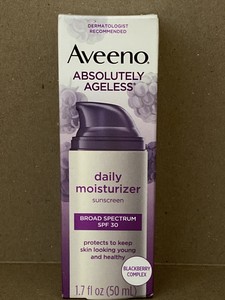 DERMATOLOGIST
RECOMMENDED
Aveeno®
ABSOLUTELY
AGELESS®
daily
moisturizer
sunscreen
BROAD SPECTRUM
SPF 30
protects to keep
skin looking young
and healthy
BLACKBERRY
COMPLEX
1.7 fl oz (50 mL)